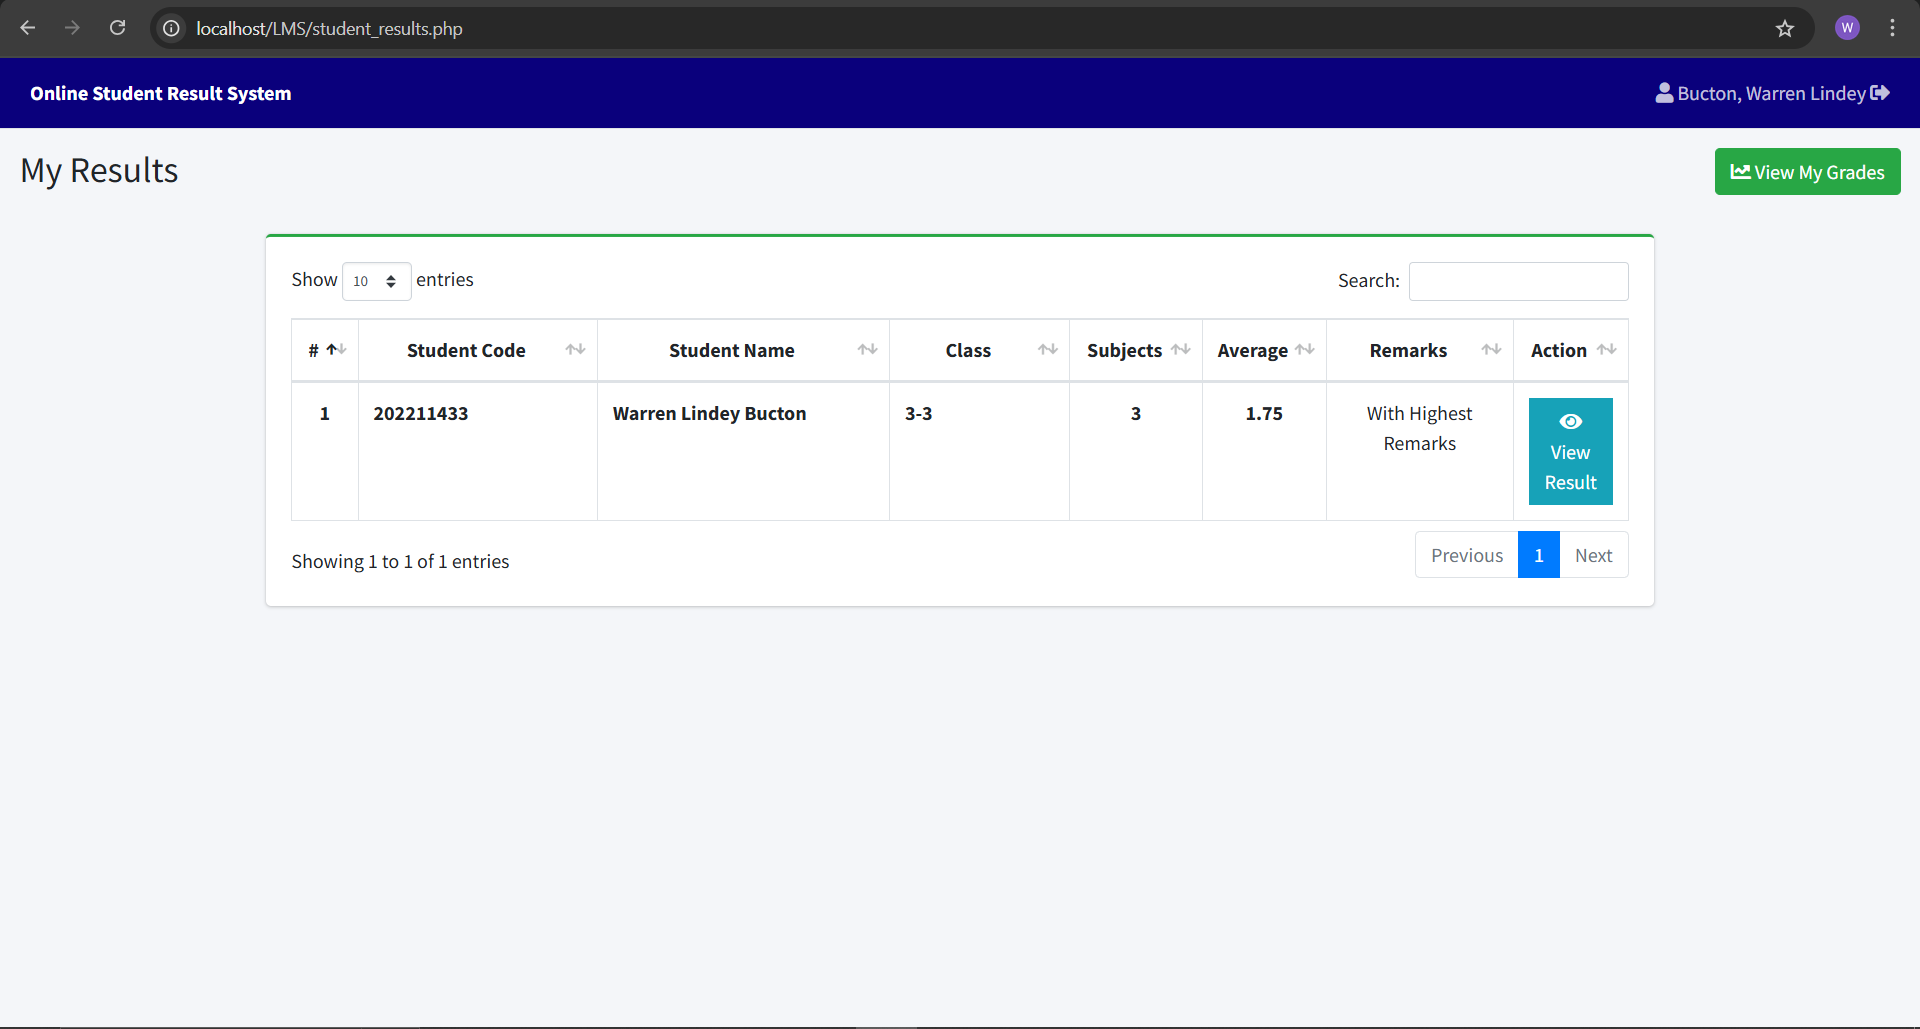 localhost/LMS/student_results.php
W
Online Student Result System
Bucton, Warren Lindey
My Results
View My Grades
Show 10 entries
Search:
# Student Code Student Name Class Subjects Average Remarks Action
1 202211433 Warren Lindey Bucton 3-3 3 1.75 With Highest
Remarks
View
Result
Showing 1 to 1 of 1 entries
Previous 1 Next